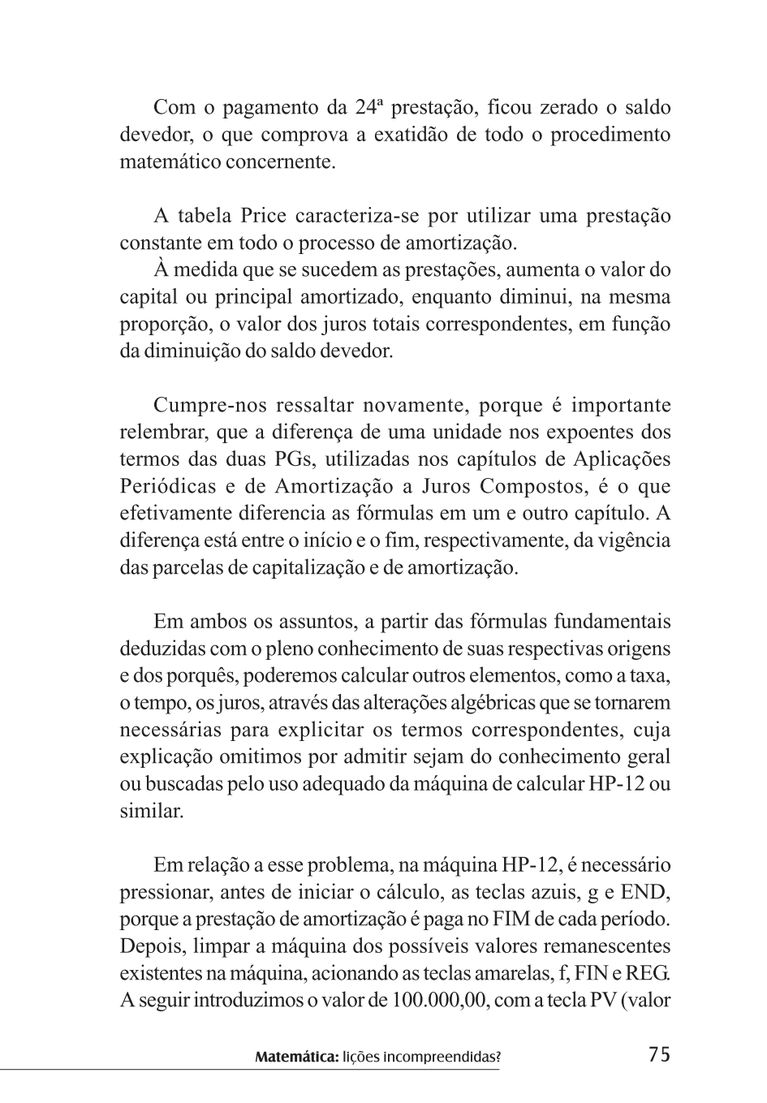 Com o pagamento da 24ª prestação, ficou zerado o saldo
devedor, o que comprova a exatidão de todo o procedimento
matemático concernente.
A tabela Price caracteriza-se por utilizar uma prestação
constante em todo o processo de amortização.
À medida que se sucedem as prestações, aumenta o valor do
capital ou principal amortizado, enquanto diminui, na mesma
proporção, o valor dos juros totais correspondentes, em função
da diminuição do saldo devedor.
Cumpre-nos ressaltar novamente, porque é importante
relembrar, que a diferença de uma unidade nos expoentes dos
termos das duas PGs, utilizadas nos capítulos de Aplicações
Periódicas e de Amortização a Juros Compostos, é o que
efetivamente diferencia as fórmulas em um e outro capítulo. A
diferença está entre o início e o fim, respectivamente, da vigência
das parcelas de capitalização e de amortização.
Em ambos os assuntos, a partir das fórmulas fundamentais
deduzidas com o pleno conhecimento de suas respectivas origens
e dos porquês, poderemos calcular outros elementos, como a taxa,
o tempo, os juros, através das alterações algébricas que se tornarem
necessárias para explicitar os termos correspondentes, cuja
explicação omitimos por admitir sejam do conhecimento geral
ou buscadas pelo uso adequado da máquina de calcular HP-12 ou
similar.
Em relação a esse problema, na máquina HP-12, é necessário
pressionar, antes de iniciar o cálculo, as teclas azuis, g e END,
porque a prestação de amortização é paga no FIM de cada período.
Depois, limpar a máquina dos possíveis valores remanescentes
existentes na máquina, acionando as teclas amarelas, f, FIN e REG.
A seguir introduzimos o valor de 100.000,00, com a tecla PV (valor
Matemática: lições incompreendidas? 75